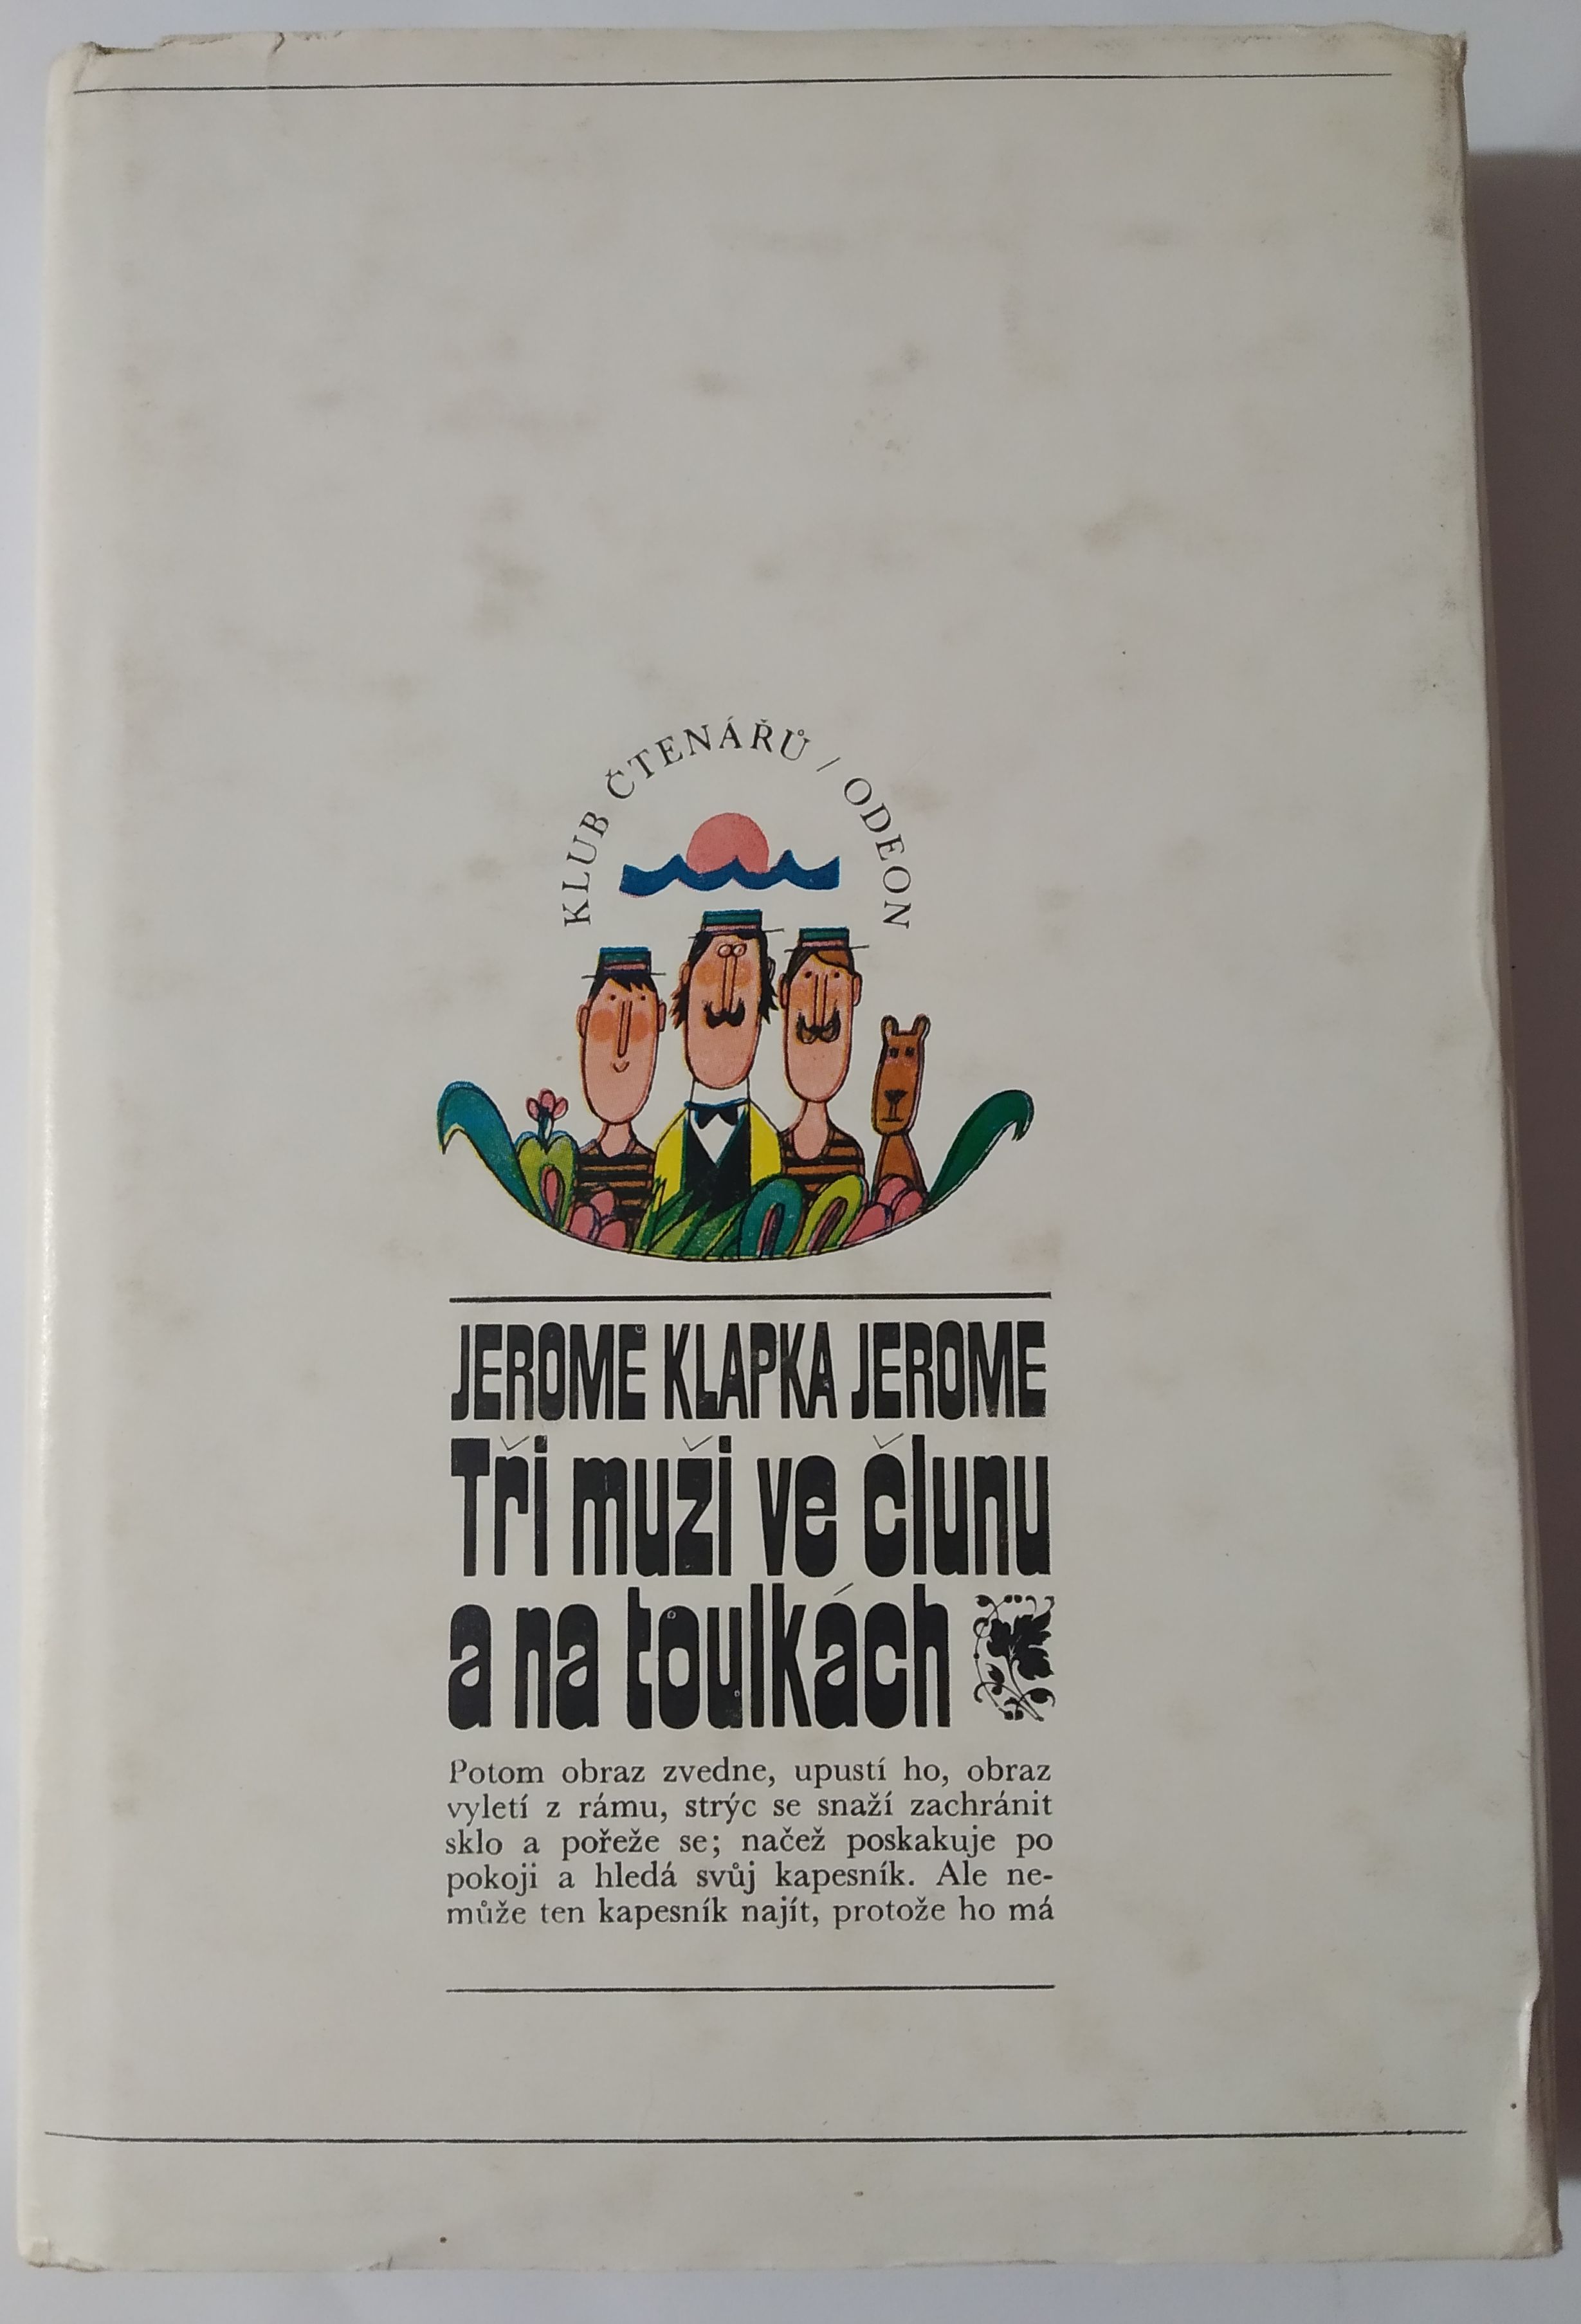 KLUB ČTENÁŘŮ / ODEON
JEROME KLAPKA JEROME
Tři muži ve člunu
a na toulkách
Potom obraz zvedne, upustí ho, obraz
vyletí z rámu, strýc se snaží zachránit
sklo a pořeže se; načež poskakuje po
pokoji a hledá svůj kapesník. Ale ne-
může ten kapesník najít, protože ho má